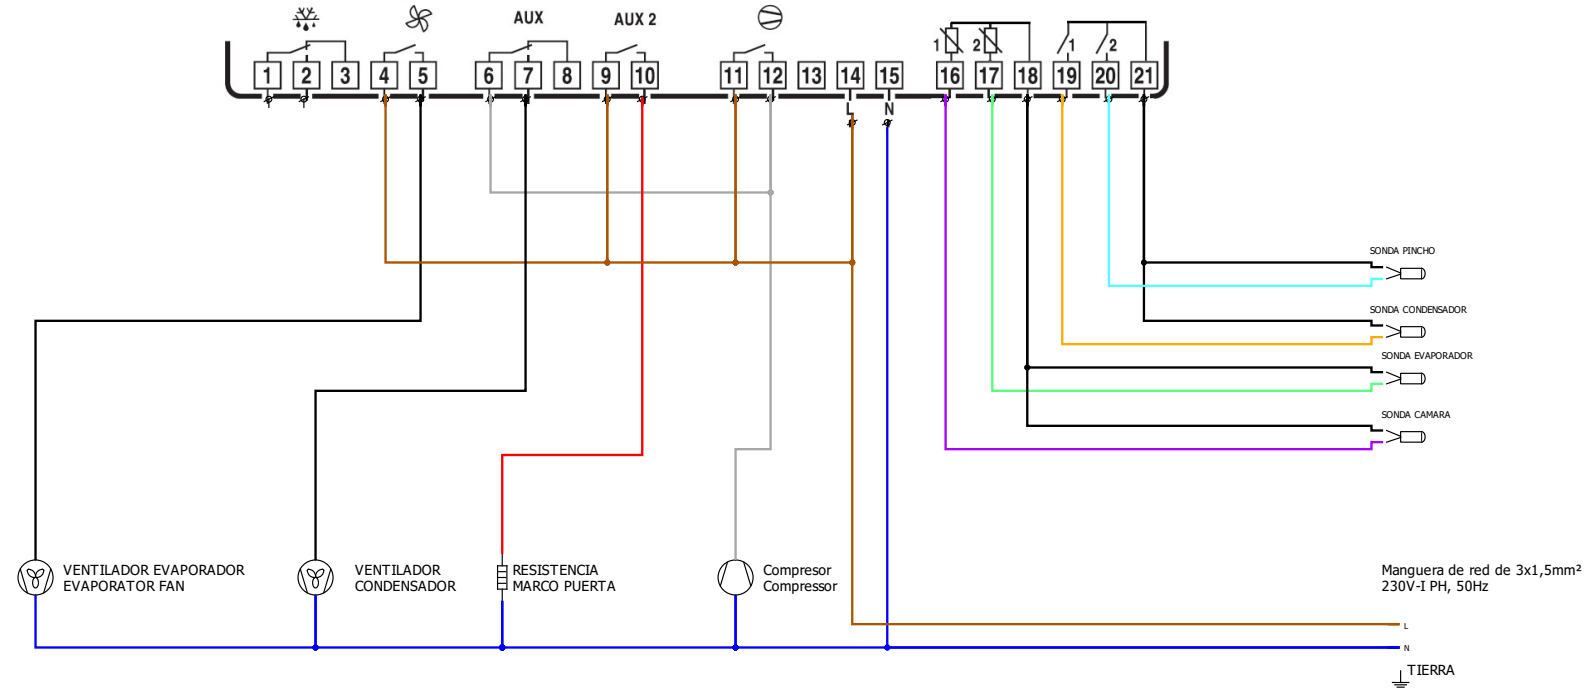 AUX
AUX 2
1
2
1
2
1
2
3
4
5
6
7
8
9
10
11
12
13
14
15
16
17
18
19
20
21
L
N
SONDA PINCHO
SONDA CONDENSADOR
SONDA EVAPORADOR
SONDA CAMARA
VENTILADOR EVAPORADOR
EVAPORATOR FAN
VENTILADOR
CONDENSADOR
RESISTENCIA
MARCO PUERTA
Compresor
Compressor
Manguera de red de 3x1,5mm²
230V-I PH, 50Hz
L
N
TIERRA